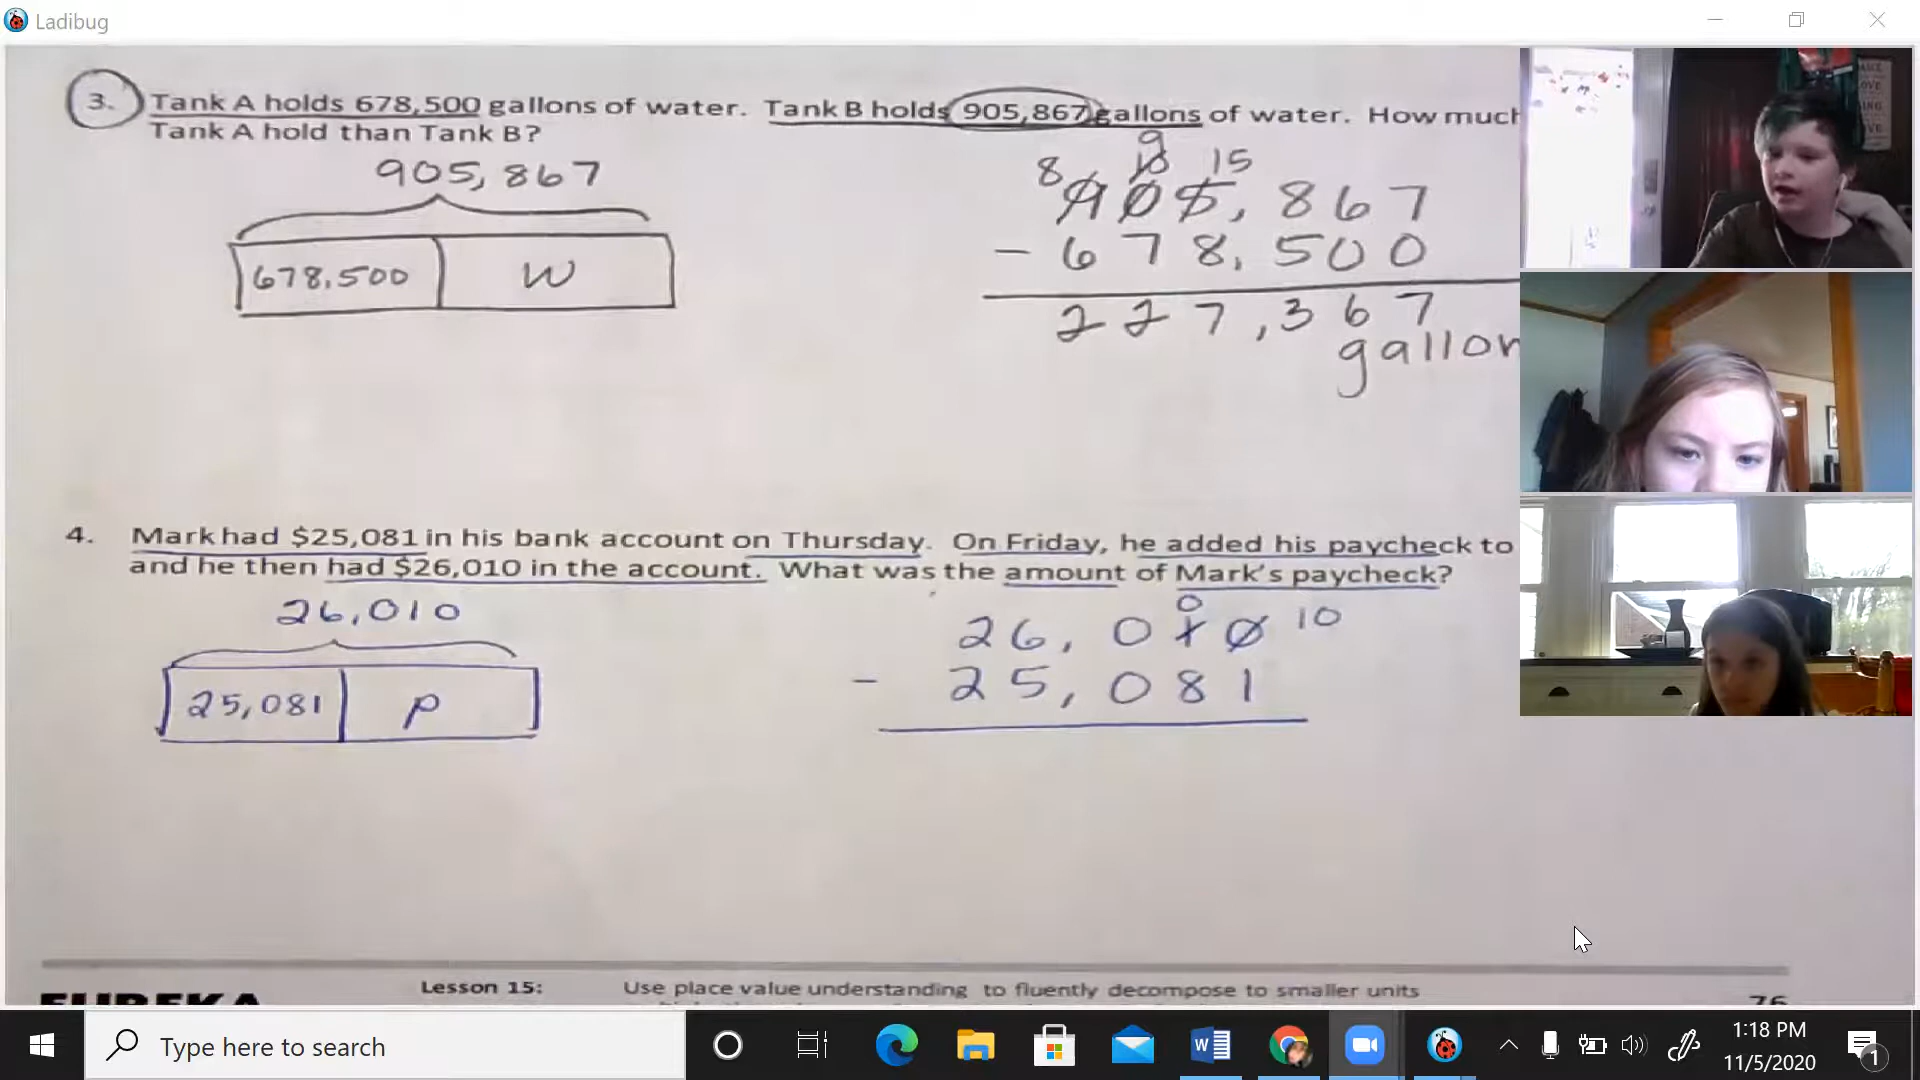 Ladibug
3. Tank A holds 678,500 gallons of water. Tank B holds 905,867 gallons of water. How much
Tank A hold than Tank B?
905,867
678,500 W
8 9 10 15
905,867
- 678,500
227,367
gallon
4. Mark had $25,081 in his bank account on Thursday. On Friday, he added his paycheck to
and he then had $26,010 in the account. What was the amount of Mark's paycheck?
26,010
25,081 P
0 10
26,010
- 25,081
Lesson 15: Use place value understanding to fluently decompose to smaller units
EUREKA 76
Type here to search
1:18 PM
11/5/2020
1